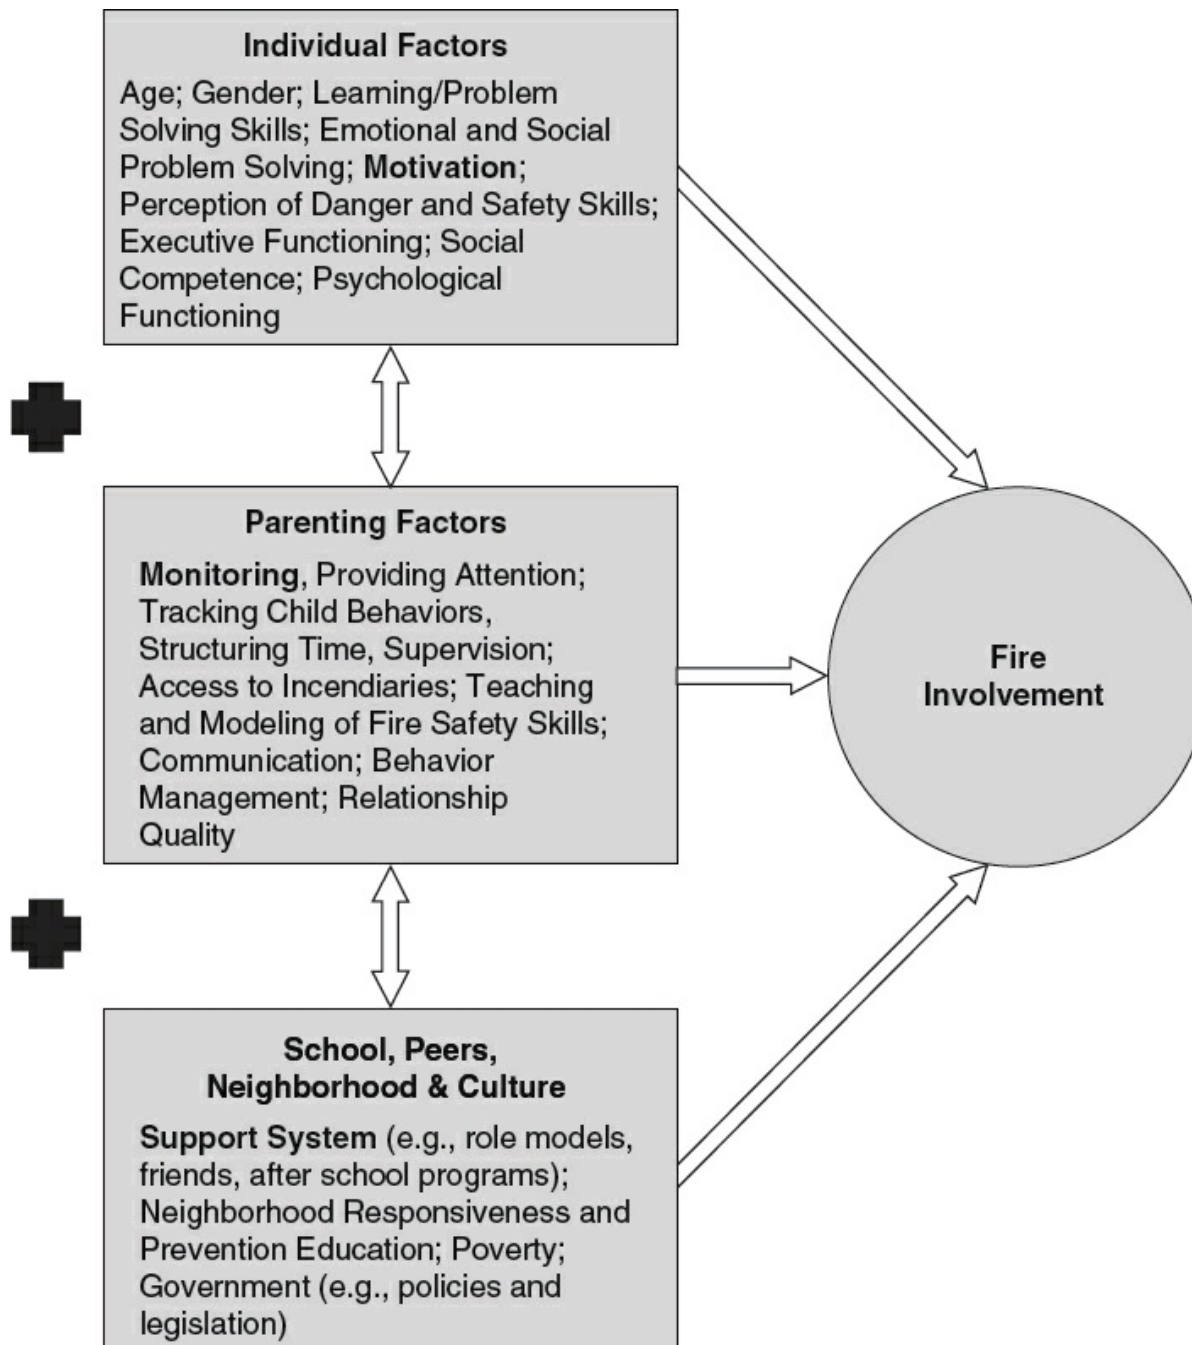 Individual Factors
Age; Gender; Learning/Problem
Solving Skills; Emotional and Social
Problem Solving; Motivation;
Perception of Danger and Safety Skills;
Executive Functioning; Social
Competence; Psychological
Functioning
Parenting Factors
Monitoring, Providing Attention;
Tracking Child Behaviors,
Structuring Time, Supervision;
Access to Incendiaries; Teaching
and Modeling of Fire Safety Skills;
Communication; Behavior
Management; Relationship
Quality
Fire
Involvement
School, Peers,
Neighborhood & Culture
Support System (e.g., role models,
friends, after school programs);
Neighborhood Responsiveness and
Prevention Education; Poverty;
Government (e.g., policies and
legislation)